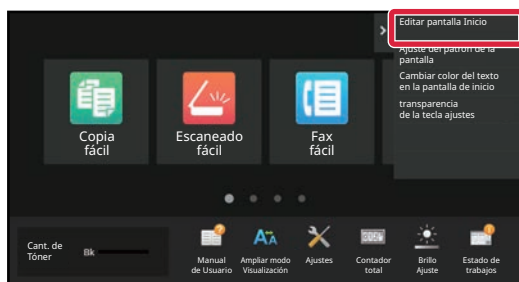 Editar pantalla Inicio
Ajuste del patrón de la
pantalla
Cambiar color del texto
en la pantalla de inicio
transparencia
de la tecla ajustes
Copia
fácil
Escaneado
fácil
Fax
fácil
Cant. de
Tóner
Bk
Manual
de Usuario
Ampliar modo
Visualización
Ajustes
Contador
total
Brillo
Ajuste
Estado de
trabajos